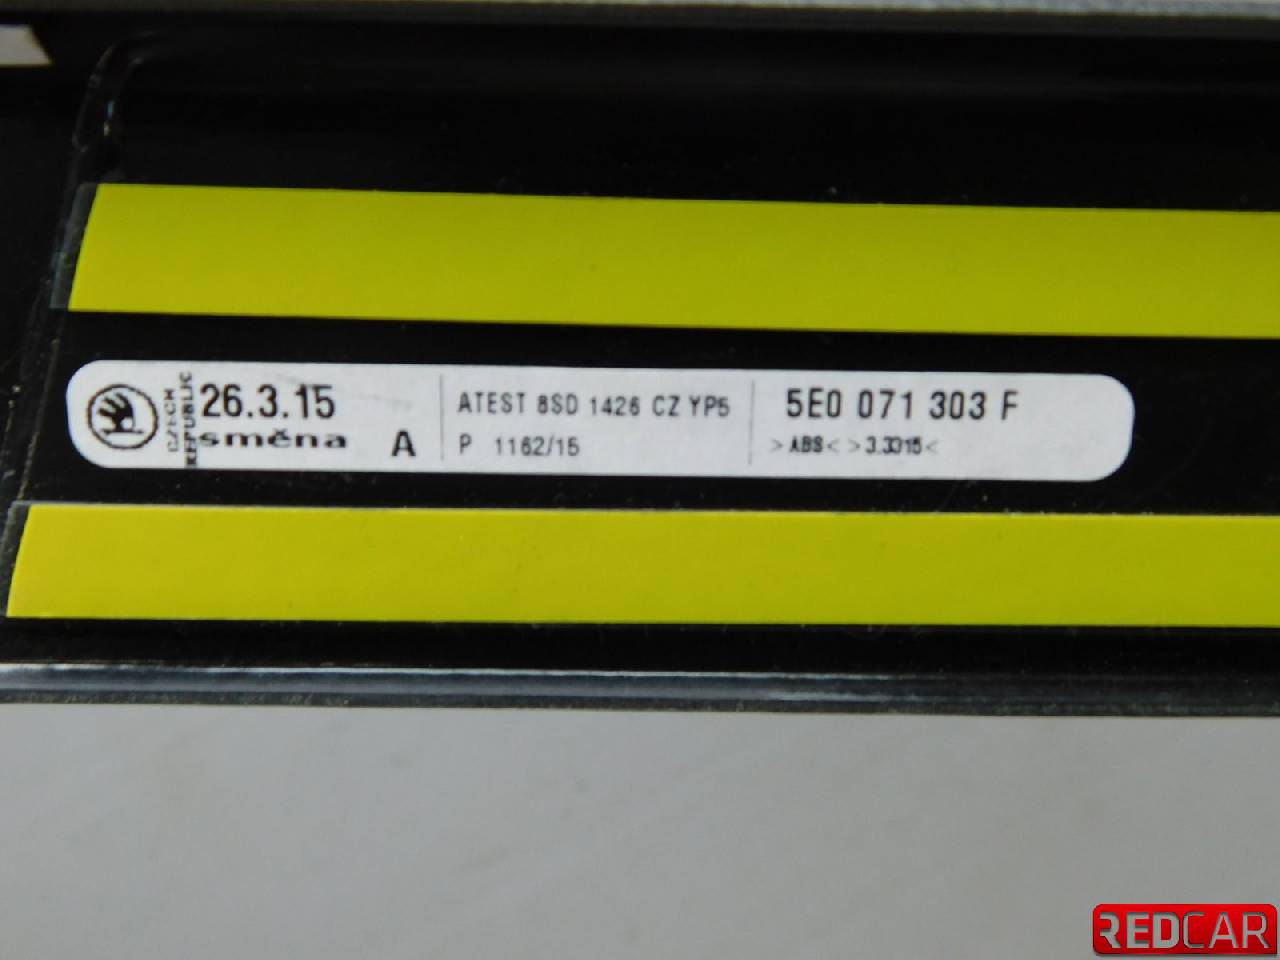 CZECH
REPUBLIC
26.3.15
směna A
ATEST 8SD 1426 CZ YP5
P 1162/15
5E0 071 303 F
>ABS< >3.3315<
REDCAR